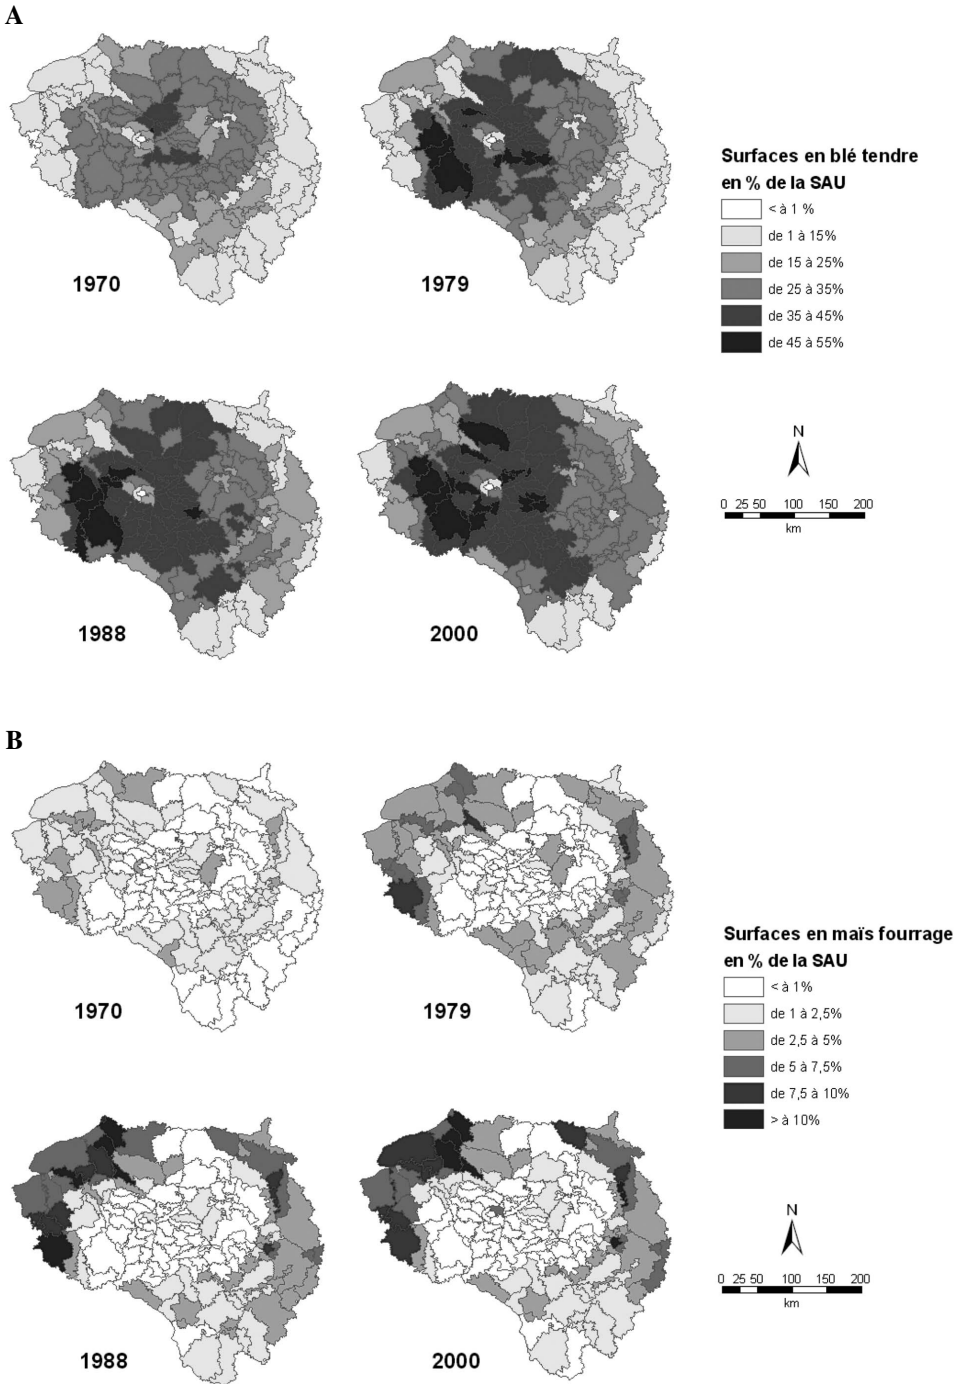 A
1970
1979
Surfaces en blé tendre
en % de la SAU
< à 1 %
de 1 à 15%
de 15 à 25%
de 25 à 35%
de 35 à 45%
de 45 à 55%
1988
2000
N
0 25 50 100 150 200
km
B
1970
1979
Surfaces en maïs fourrage
en % de la SAU
< à 1%
de 1 à 2,5%
de 2,5 à 5%
de 5 à 7,5%
de 7,5 à 10%
> à 10%
1988
2000
N
0 25 50 100 150 200
km